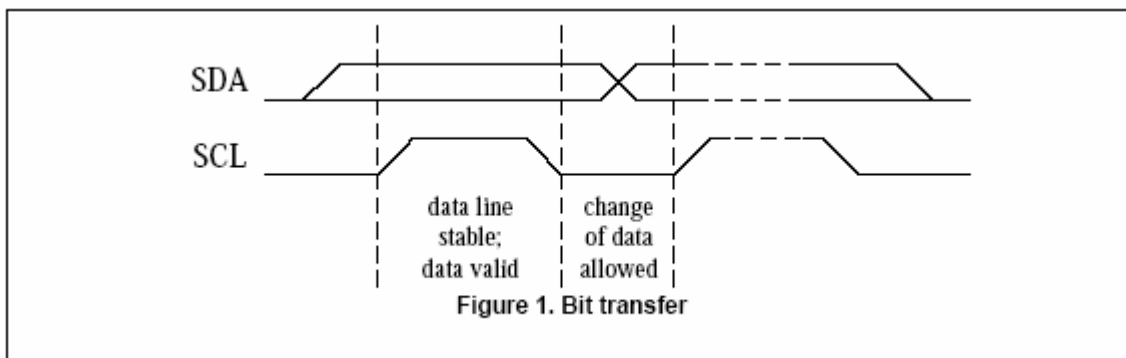 SDA
SCL
data line
stable;
data valid
change
of data
allowed
Figure 1. Bit transfer